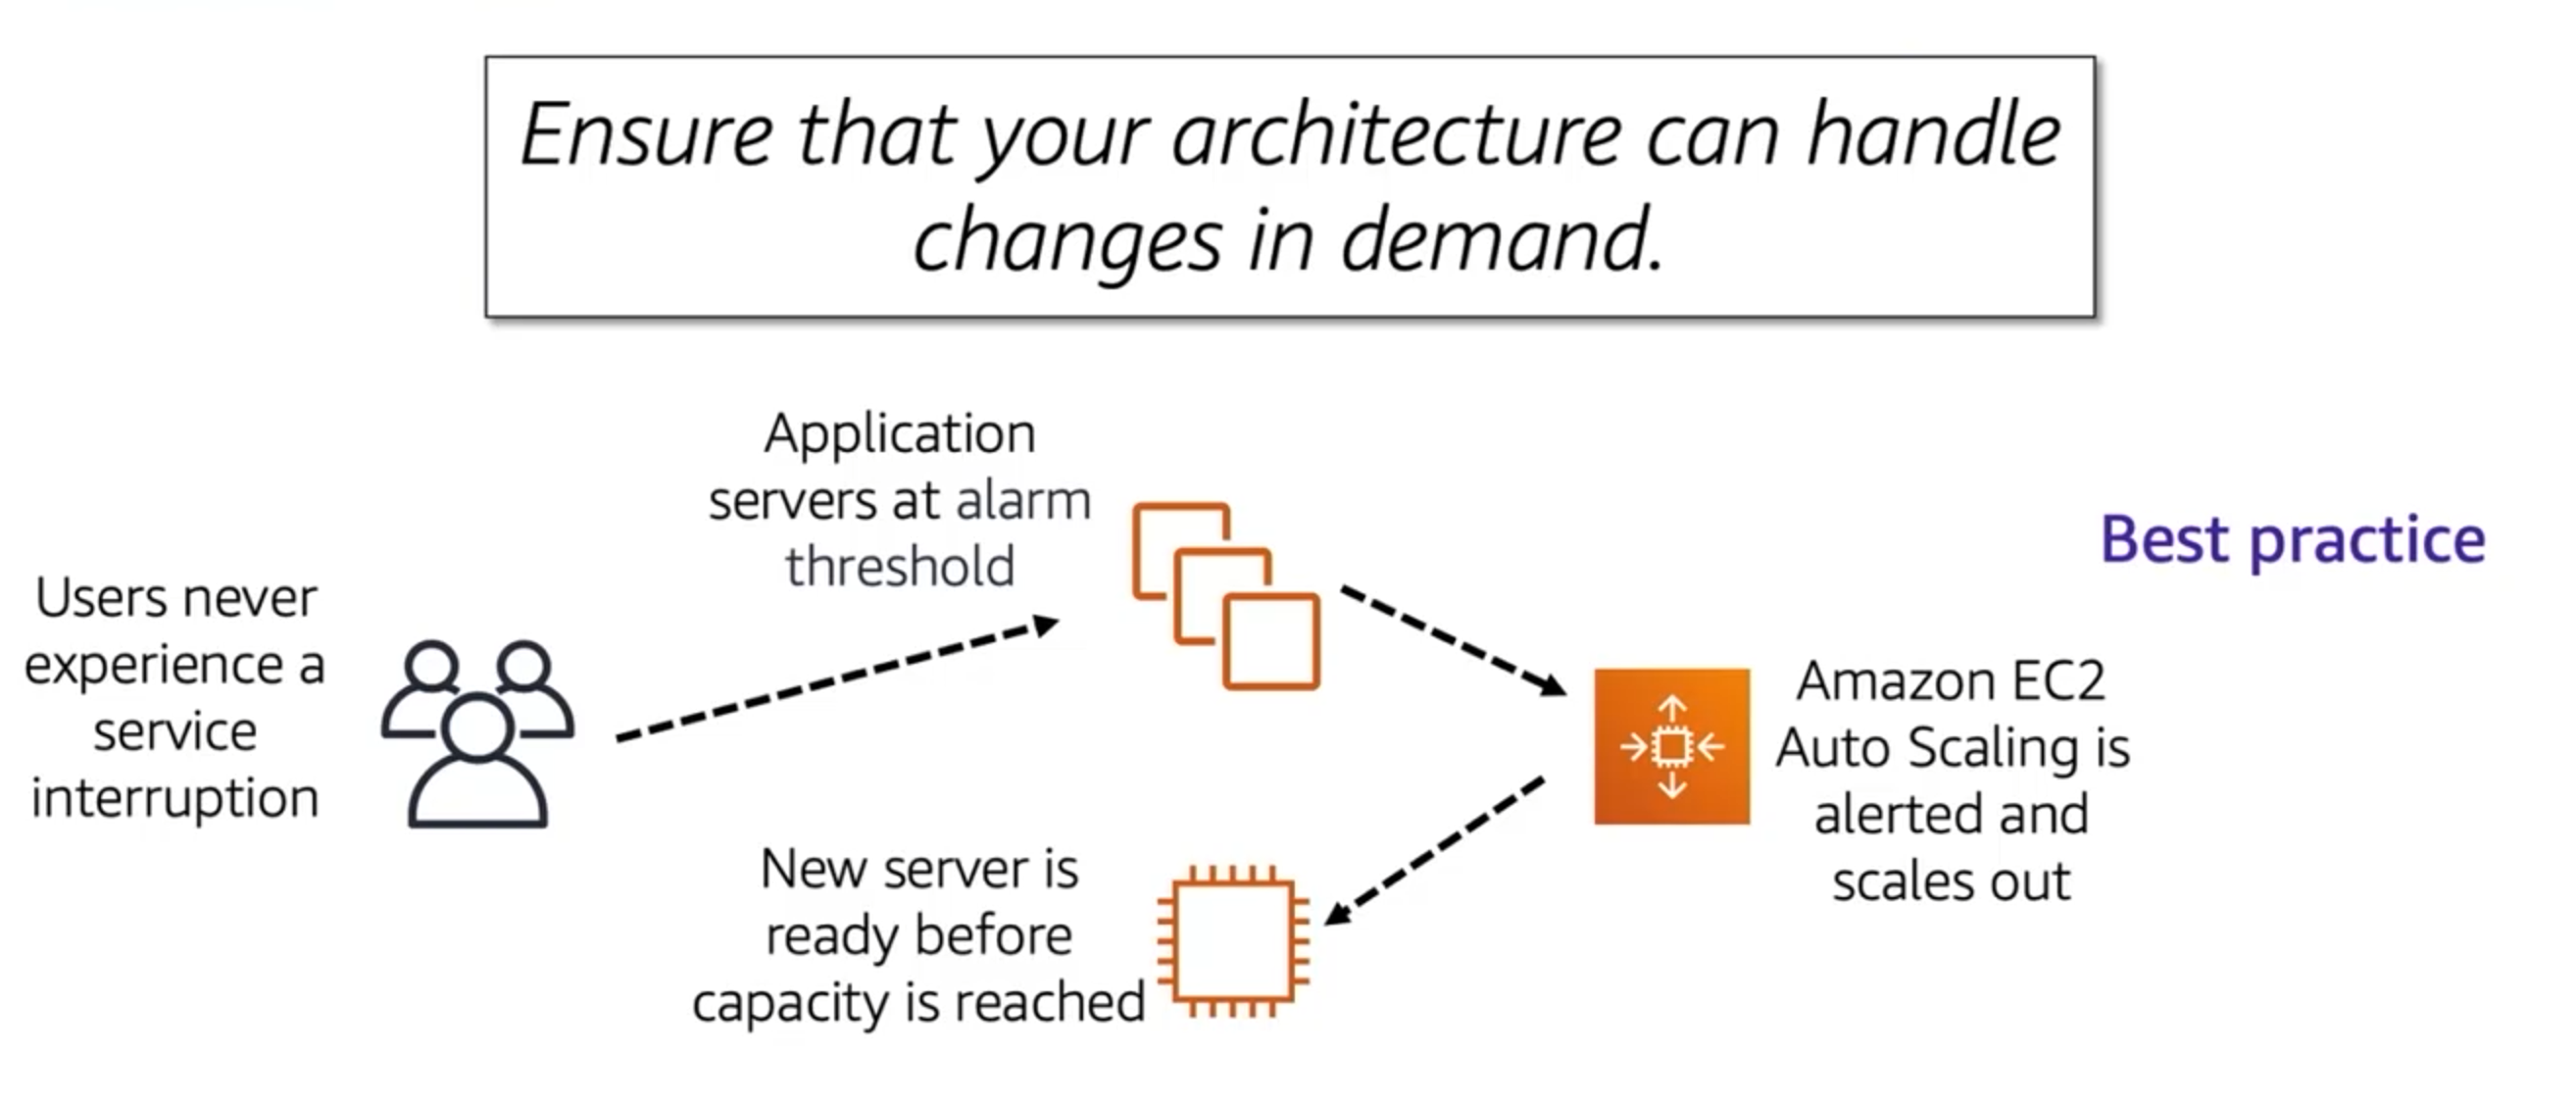 Ensure that your architecture can handle
changes in demand.
Application
servers at alarm
threshold
Best practice
Users never
experience a
service
interruption
Amazon EC2
Auto Scaling is
alerted and
scales out
New server is
ready before
capacity is reached